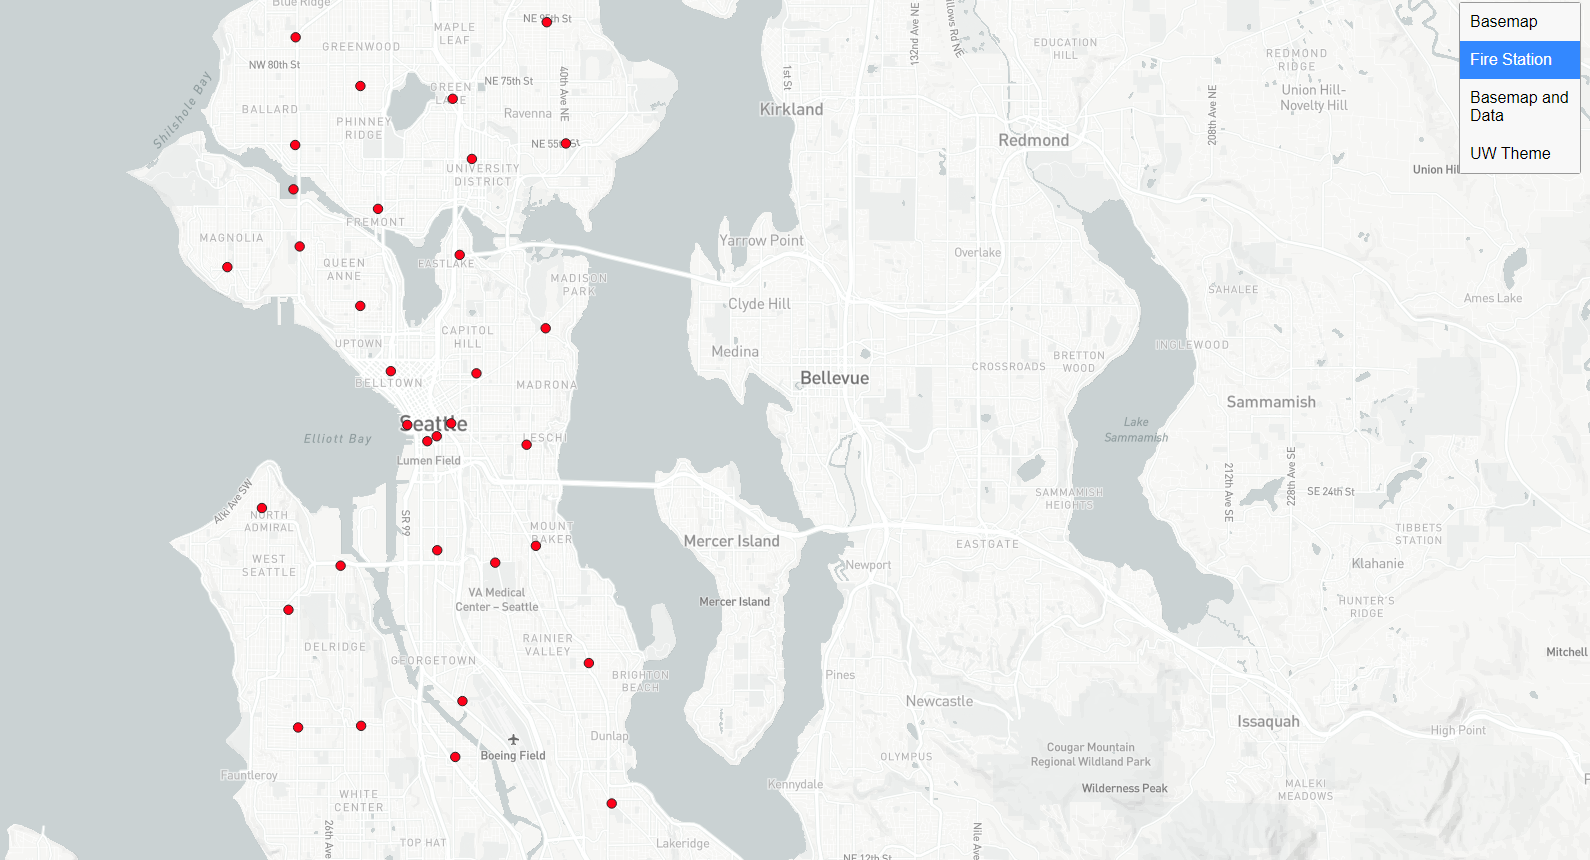 Blue Ridge
NE 95th St
MAPLE
LEAF
GREENWOOD
NW 80th St
NE 75th St
40th Ave NE
GREEN
LAKE
BALLARD
Ravenna
PHINNEY
RIDGE
Shilshole Bay
NE 55th St
UNIVERSITY
DISTRICT
FREMONT
MAGNOLIA
QUEEN
ANNE
EASTLAKE
MADISON
PARK
CAPITOL
HILL
UPTOWN
BELLTOWN
MADRONA
Seattle
Elliott Bay
LESCHI
Lumen Field
Alki Ave SW
NORTH
ADMIRAL
SR 99
MOUNT
BAKER
WEST
SEATTLE
VA Medical
Center – Seattle
DELRIDGE
RAINIER
VALLEY
GEORGETOWN
BRIGHTON
BEACH
Dunlap
Boeing Field
Fauntleroy
WHITE
CENTER
26th Ave
TOP HAT
Lakeridge
132nd Ave NE
EDUCATION
HILL
REDMOND
RIDGE
1st St
Kirkland
Redmond
208th Ave NE
Union Hill-
Novelty Hill
Yarrow Point
Overlake
Clyde Hill
SAHALEE
Ames Lake
Medina
INGLEWOOD
BRETTON
WOOD
CROSSROADS
Bellevue
Sammamish
Lake
Sammamish
212th Ave SE
228th Ave SE
SE 24th St
SAMMAMISH
HEIGHTS
TIBBETS
STATION
Mercer Island
EASTGATE
Newport
Klahanie
Mercer Island
HUNTER'S
RIDGE
Mitchell
Pines
Newcastle
Issaquah
High Point
OLYMPUS
Cougar Mountain
Regional Wildland Park
Kennydale
Wilderness Peak
MALEKI
MEADOWS
Nile Ave
NE 12th St
Basemap
Fire Station
Basemap and
Data
UW Theme